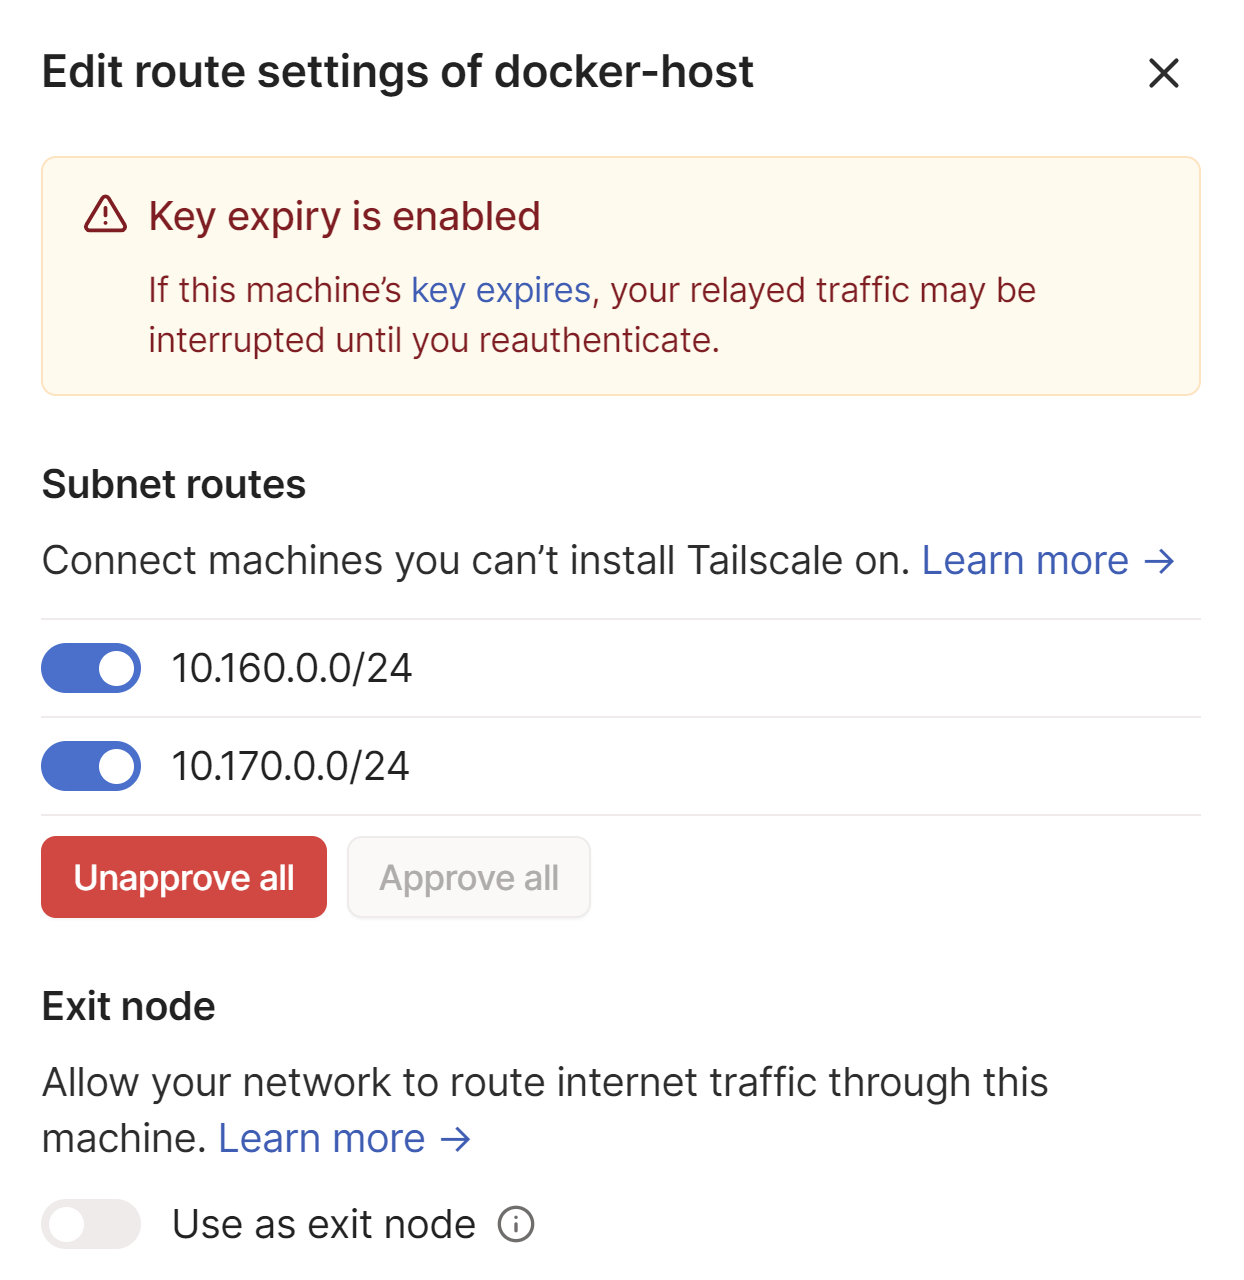 Edit route settings of docker-host
Key expiry is enabled
If this machine’s key expires, your relayed traffic may be
interrupted until you reauthenticate.
Subnet routes
Connect machines you can’t install Tailscale on. Learn more →
10.160.0.0/24
10.170.0.0/24
Unapprove all
Approve all
Exit node
Allow your network to route internet traffic through this
machine. Learn more →
Use as exit node